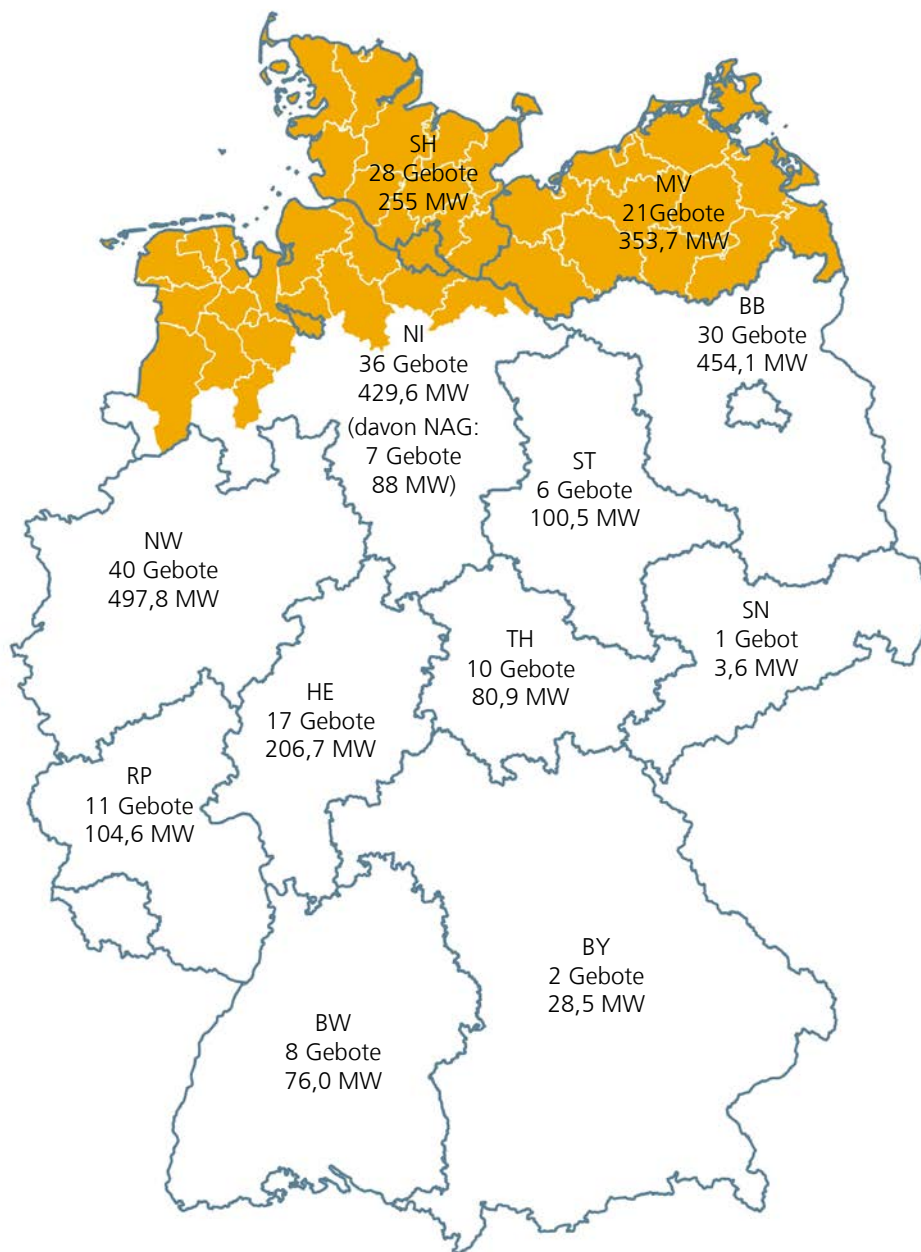 SH
28 Gebote
255 MW
MV
21Gebote
353,7 MW
BB
30 Gebote
454,1 MW
NI
36 Gebote
429,6 MW
(davon NAG:
7 Gebote
88 MW)
ST
6 Gebote
100,5 MW
NW
40 Gebote
497,8 MW
SN
1 Gebot
3,6 MW
TH
10 Gebote
80,9 MW
HE
17 Gebote
206,7 MW
RP
11 Gebote
104,6 MW
BY
2 Gebote
28,5 MW
BW
8 Gebote
76,0 MW